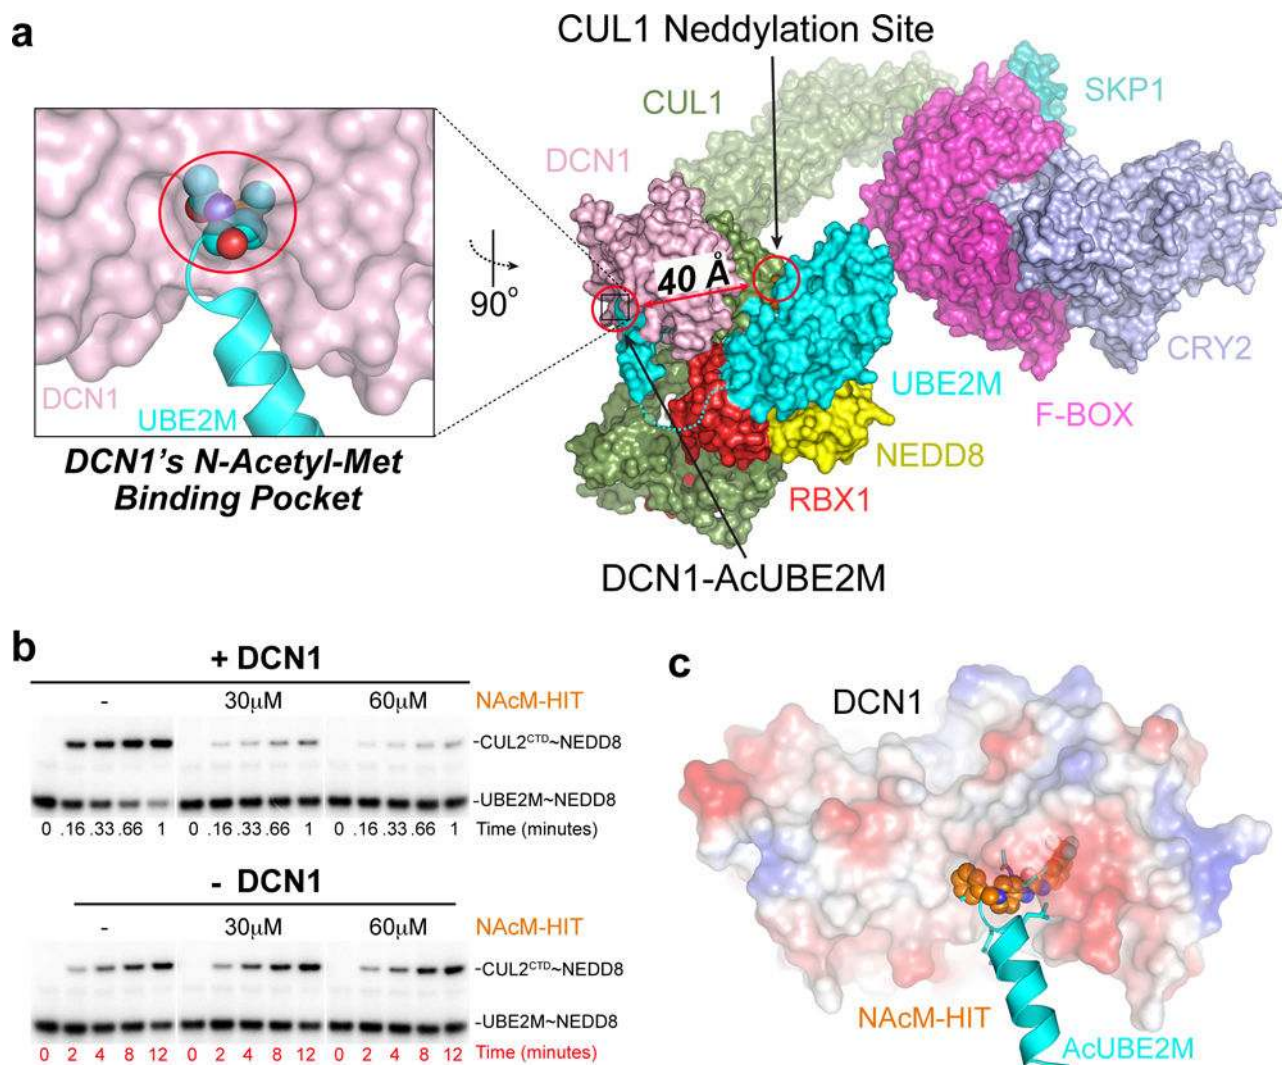 a
CUL1 Neddylation Site
CUL1
SKP1
DCN1
40 Å
90°
CRY2
UBE2M
F-BOX
NEDD8
RBX1
DCN1-AcUBE2M
DCN1
UBE2M
DCN1's N-Acetyl-Met
Binding Pocket
b
+ DCN1
- 30µM 60µM NAcM-HIT
-CUL2CTD~NEDD8
-UBE2M~NEDD8
0 .16 .33 .66 1 0 .16 .33 .66 1 0 .16 .33 .66 1 Time (minutes)
- DCN1
- 30µM 60µM NAcM-HIT
-CUL2CTD~NEDD8
-UBE2M~NEDD8
0 2 4 8 12 0 2 4 8 12 0 2 4 8 12 Time (minutes)
c
DCN1
NAcM-HIT
AcUBE2M